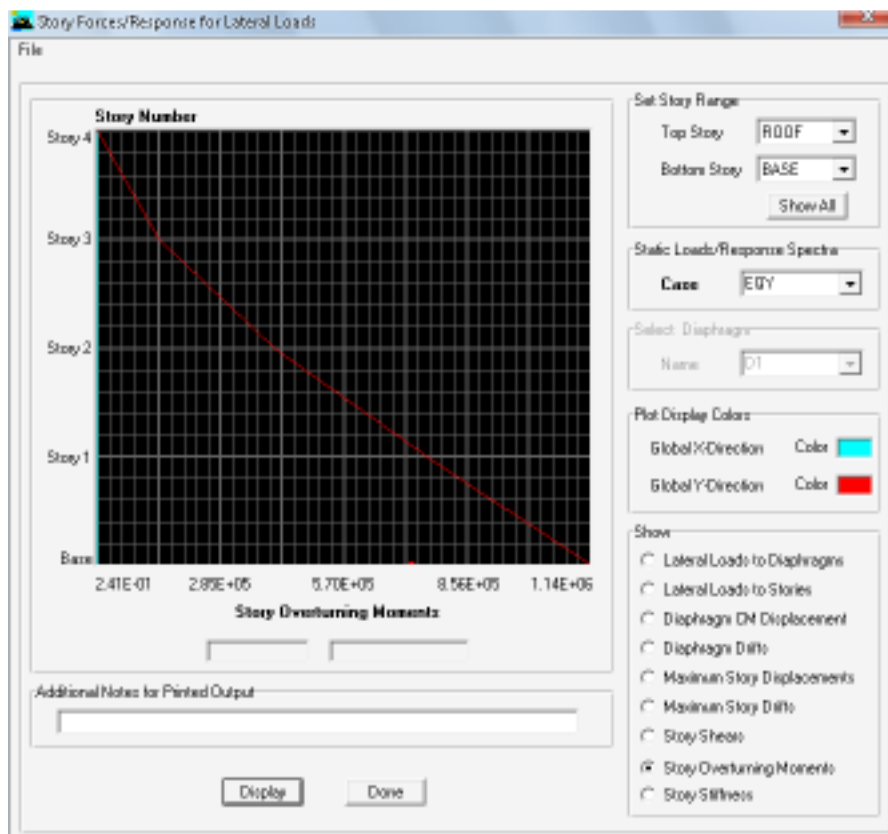 Story Forces/Response for Lateral Loads
File
Story Number
Story 4
Story 3
Story 2
Story 1
Base
2.41E-01 2.85E+05 5.70E+05 8.56E+05 1.14E+06
Story Overturning Moments
Additional Notes for Printed Output
Display
Done
Set Story Range
Top Story ROOF
Bottom Story BASE
Show All
Static Loads/Response Spectra
Case EQY
Select Diaphragm
Name D1
Plot Display Colors
Global X-Direction Color
Global Y-Direction Color
Show
Lateral Loads to Diaphragms
Lateral Loads to Stories
Diaphragm CM Displacement
Diaphragm Drifts
Maximum Story Displacements
Maximum Story Drifts
Story Shears
Story Overturning Moments
Story Stiffness